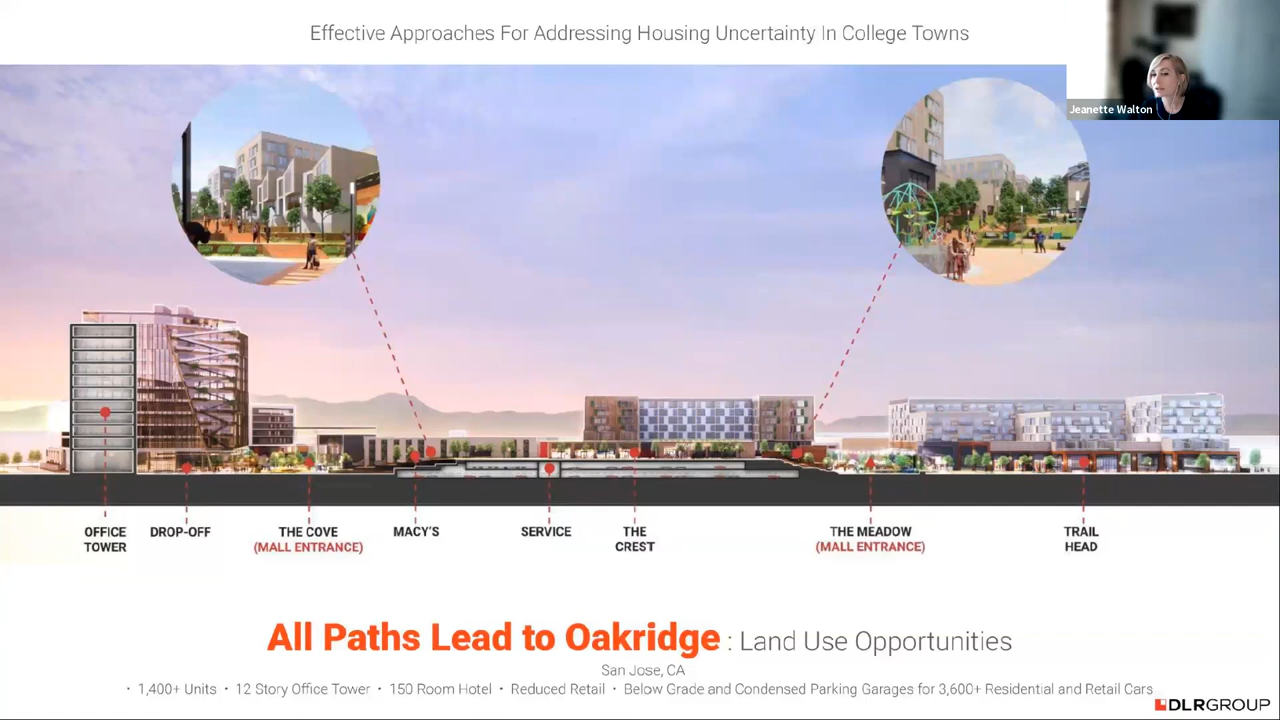 Effective Approaches For Addressing Housing Uncertainty In College Towns
Jeanette Walton
OFFICE
TOWER
DROP-OFF
THE COVE
(MALL ENTRANCE)
MACY'S
SERVICE
THE
CREST
THE MEADOW
(MALL ENTRANCE)
TRAIL
HEAD
All Paths Lead to Oakridge : Land Use Opportunities
San Jose, CA
• 1,400+ Units • 12 Story Office Tower • 150 Room Hotel • Reduced Retail • Below Grade and Condensed Parking Garages for 3,600+ Residential and Retail Cars
DLRGROUP